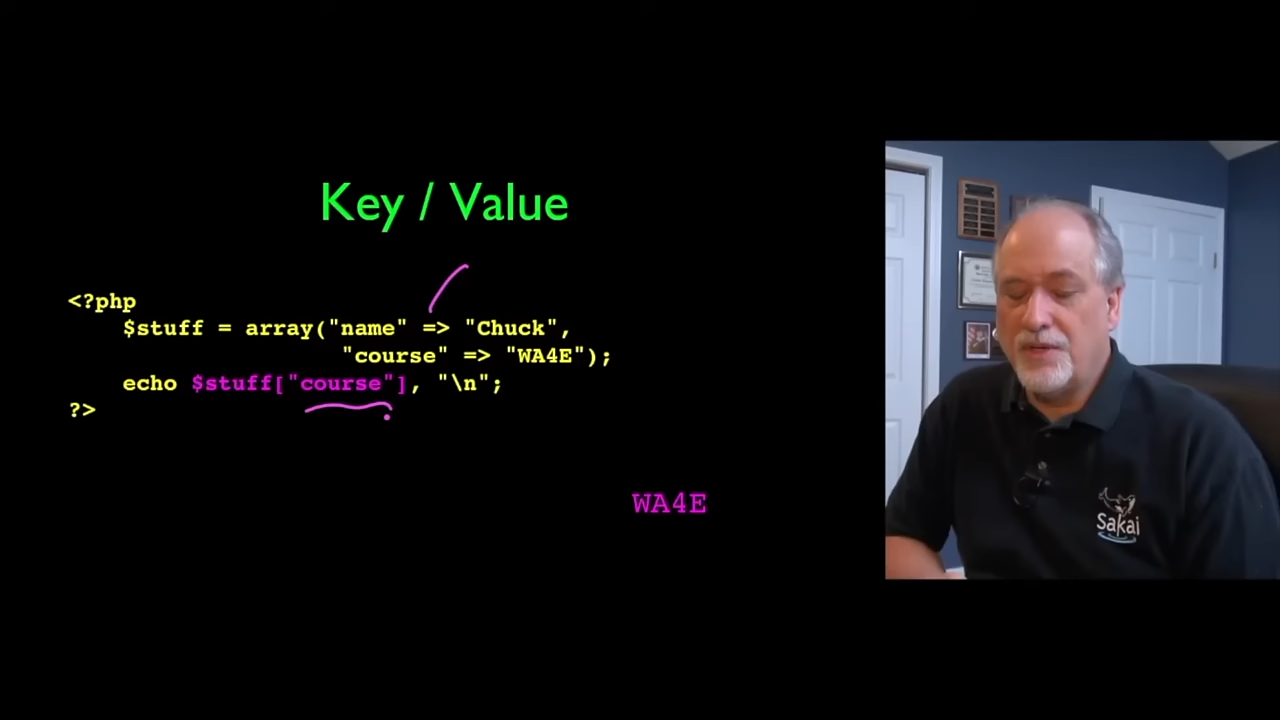 Key / Value
<?php
$stuff = array("name" => "Chuck",
"course" => "WA4E");
echo $stuff["course"], "\n";
?>
WA4E
Sakai